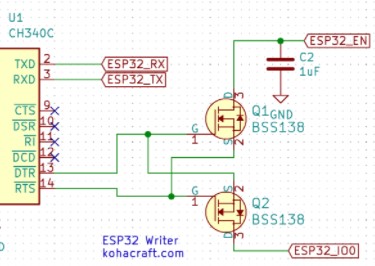 U1
CH340C
TXD 2 ESP32_RX
RXD 3 ESP32_TX
ESP32_EN
C2
1uF
GND
CTS 9
DSR 10
RI 11
DCD 12
DTR 13
RTS 14
D 3
G 1
S 2
Q1
BSS138
S 2
G 1
D 3
Q2
BSS138
ESP32_IO0
ESP32 Writer
kohacraft.com